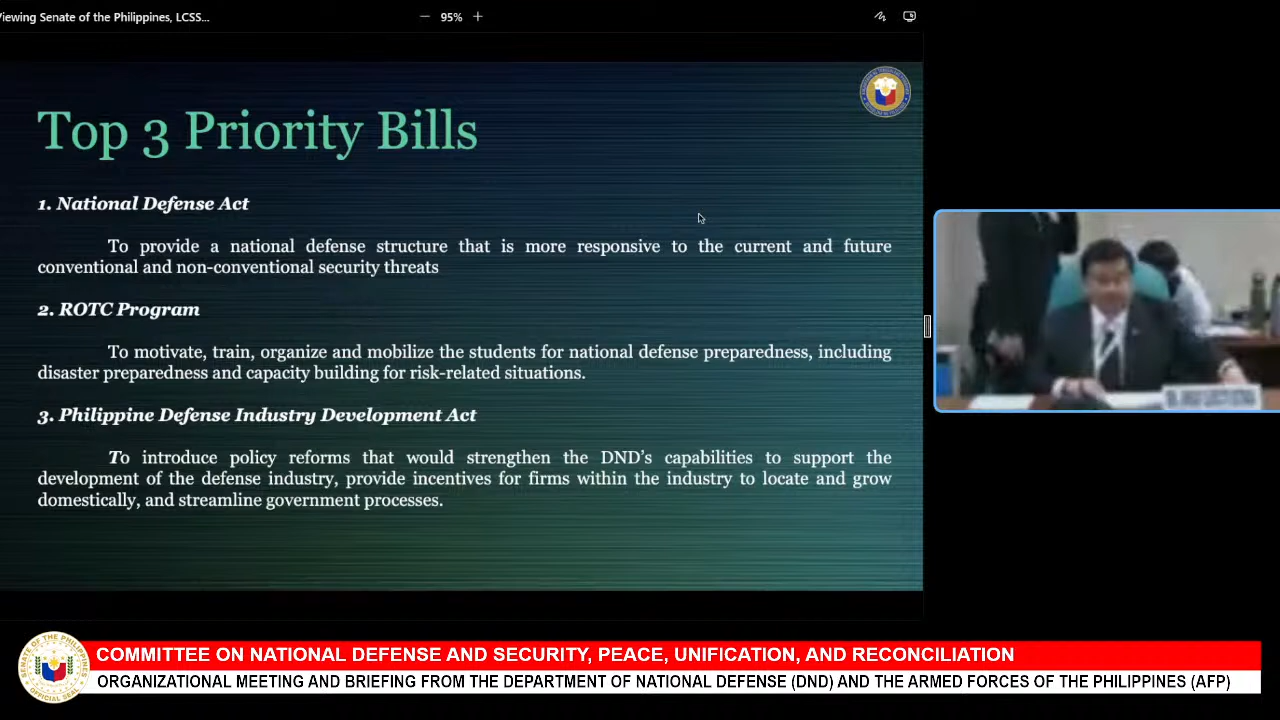 Viewing Senate of the Philippines, LCSS...
95%
Top 3 Priority Bills
1. National Defense Act
To provide a national defense structure that is more responsive to the current and future
conventional and non-conventional security threats
2. ROTC Program
To motivate, train, organize and mobilize the students for national defense preparedness, including
disaster preparedness and capacity building for risk-related situations.
3. Philippine Defense Industry Development Act
To introduce policy reforms that would strengthen the DND's capabilities to support the
development of the defense industry, provide incentives for firms within the industry to locate and grow
domestically, and streamline government processes.
SENATE OF THE PHILIPPINES
OFFICIAL SEAL
COMMITTEE ON NATIONAL DEFENSE AND SECURITY, PEACE, UNIFICATION, AND RECONCILIATION
ORGANIZATIONAL MEETING AND BRIEFING FROM THE DEPARTMENT OF NATIONAL DEFENSE (DND) AND THE ARMED FORCES OF THE PHILIPPINES (AFP)